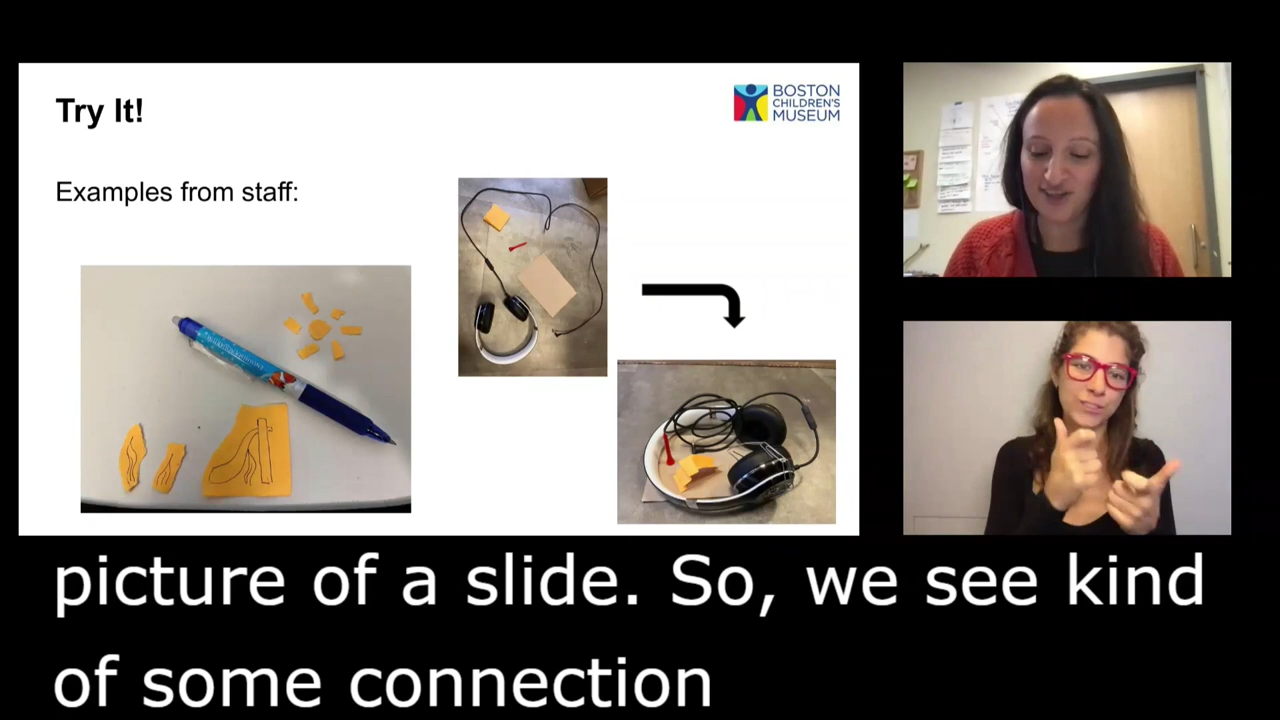 Try It!
BOSTON
CHILDREN'S
MUSEUM
Examples from staff:
picture of a slide. So, we see kind
of some connection